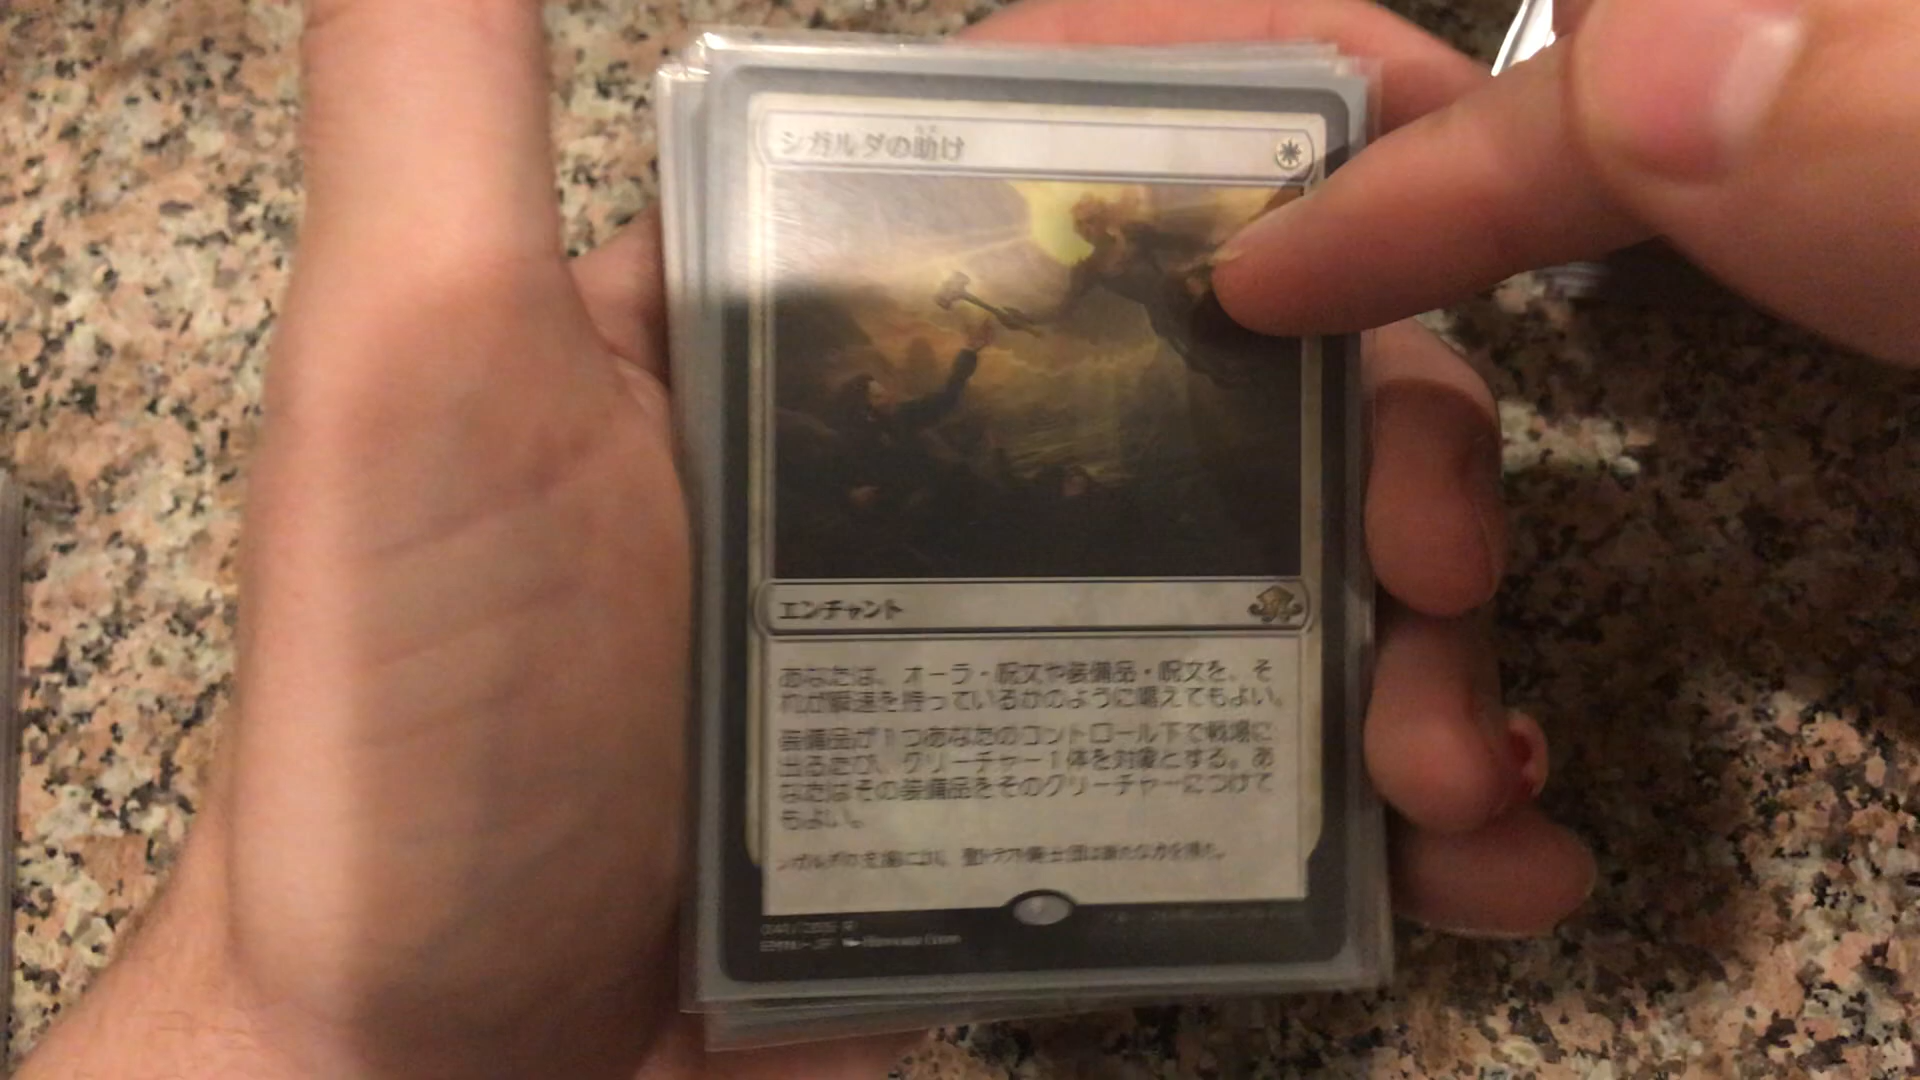 シガルダの助け
エンチャント
あなたは、オーラ・呪文や装備品・呪文を、そ
れが瞬速を持っているかのように唱えてもよい。
装備品が１つあなたのコントロール下で戦場に
出るたび、クリーチャー１体を対象とする。あ
なたはその装備品をそのクリーチャーにつけて
もよい。
EMN・JP